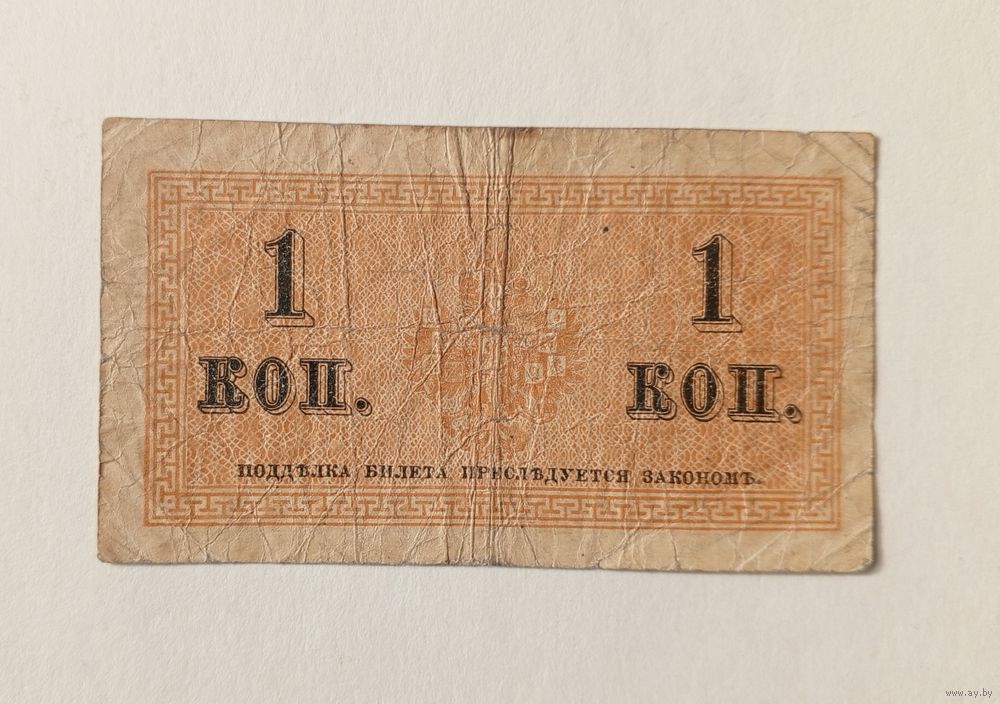 1 1
КОП. КОП.
ПОДДѢЛКА БИЛЕТА ПРЕСЛѢДУЕТСЯ ЗАКОНОМЪ.
www.ay.by